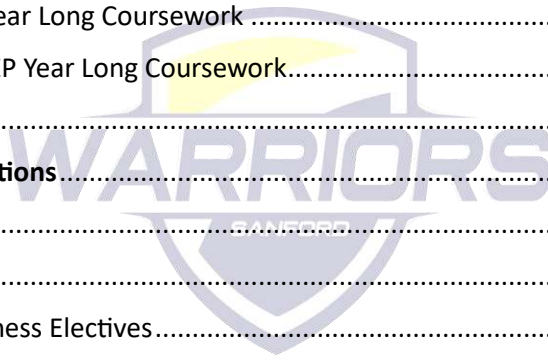 ear Long Coursework
P Year Long Coursework
tions
WARRIORS
SANFORD
ness Electives